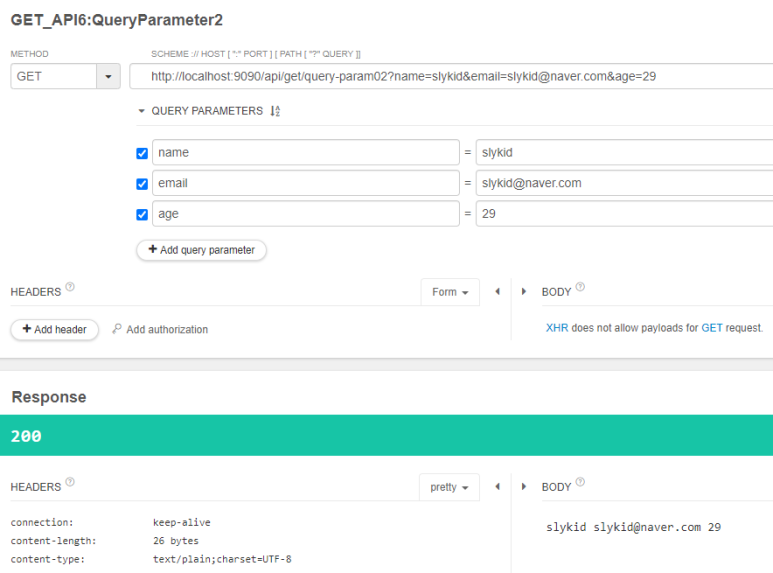 GET_API6:QueryParameter2
METHOD SCHEME :// HOST [ ":" PORT ] [ PATH [ "?" QUERY ]]
GET http://localhost:9090/api/get/query-param02?name=slykid&email=slykid@naver.com&age=29
QUERY PARAMETERS
name = slykid
email = slykid@naver.com
age = 29
+ Add query parameter
HEADERS ? Form BODY ?
+ Add header Add authorization XHR does not allow payloads for GET request.
Response
200
HEADERS ? pretty BODY ?
connection: keep-alive
slykid slykid@naver.com 29
content-length: 26 bytes
content-type: text/plain;charset=UTF-8